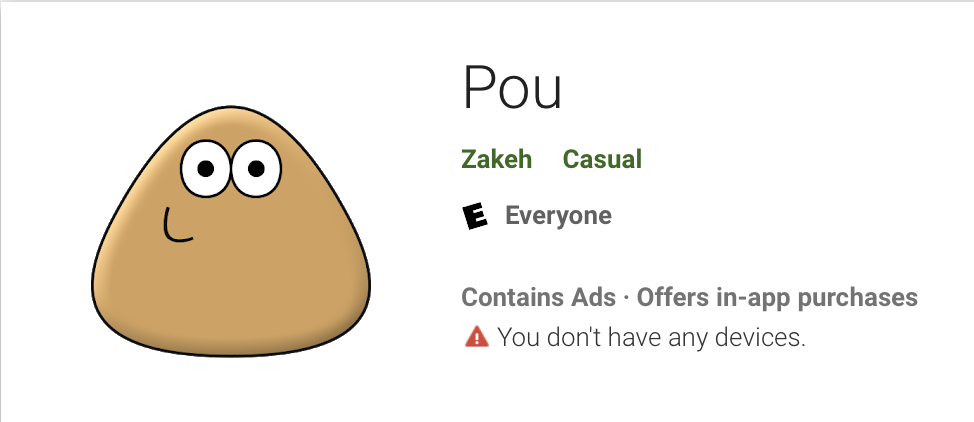 Pou
Zakeh Casual
E Everyone
Contains Ads · Offers in-app purchases
! You don't have any devices.